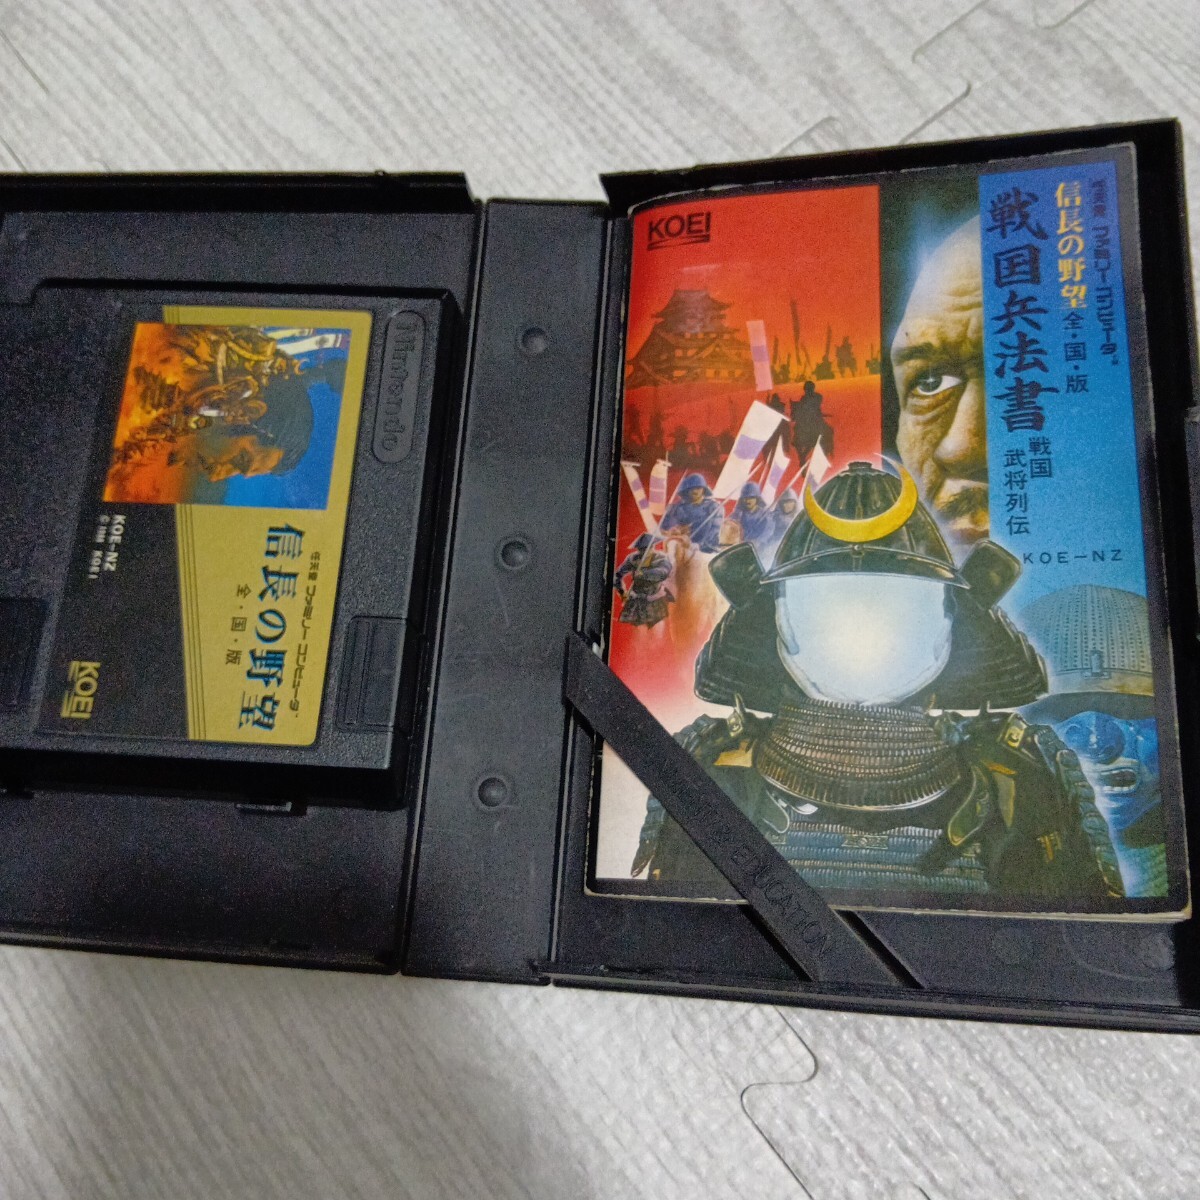 Nintendo
任天堂 ファミリーコンピュータ
信長の野望
全・国・版
KOE-NZ
KOEI
KOEI
ファミリーコンピュータ
信長の野望 全・国・版
戦国兵法書
戦国
武将列伝
KOE-NZ
EDUCATION